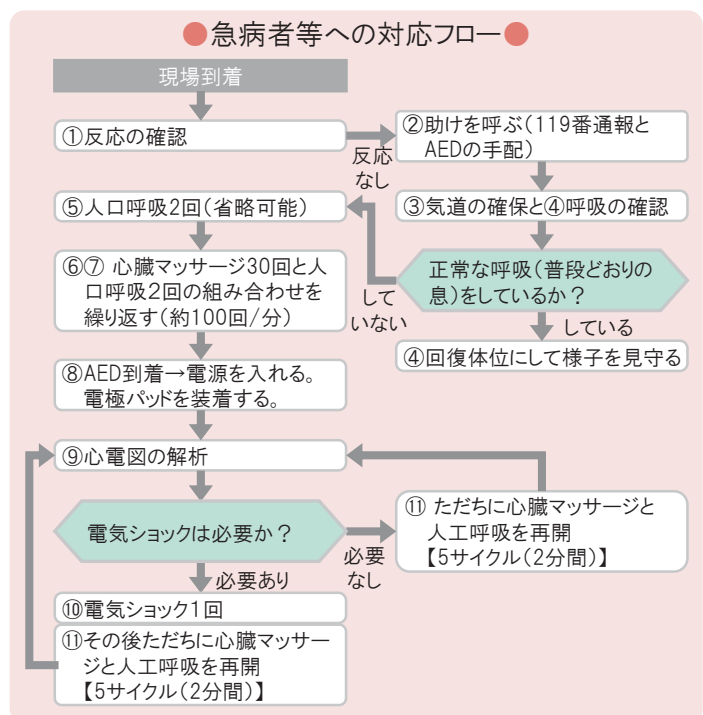 ●急病者等への対応フロー●
現場到着
①反応の確認
反応
なし
②助けを呼ぶ(119番通報と
AEDの手配)
③気道の確保と④呼吸の確認
正常な呼吸(普段どおりの
息)をしているか？
している
④回復体位にして様子を見守る
して
いない
⑤人口呼吸2回(省略可能)
⑥⑦ 心臓マッサージ30回と人
口呼吸2回の組み合わせを
繰り返す(約100回/分)
⑧AED到着→電源を入れる。
電極パッドを装着する。
⑨心電図の解析
電気ショックは必要か？
必要
なし
⑪ ただちに心臓マッサージと
人工呼吸を再開
【5サイクル(2分間)】
必要あり
⑩電気ショック1回
⑪その後ただちに心臓マッサー
ジと人工呼吸を再開
【5サイクル(2分間)】